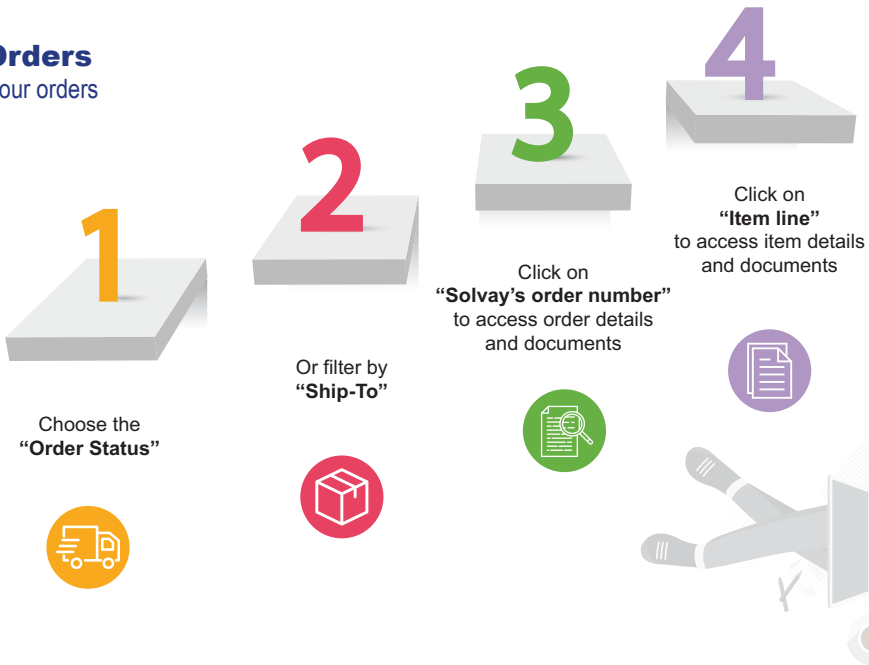 Orders
our orders
1
Choose the
“Order Status”
2
Or filter by
“Ship-To”
3
Click on
“Solvay’s order number”
to access order details
and documents
4
Click on
“Item line”
to access item details
and documents